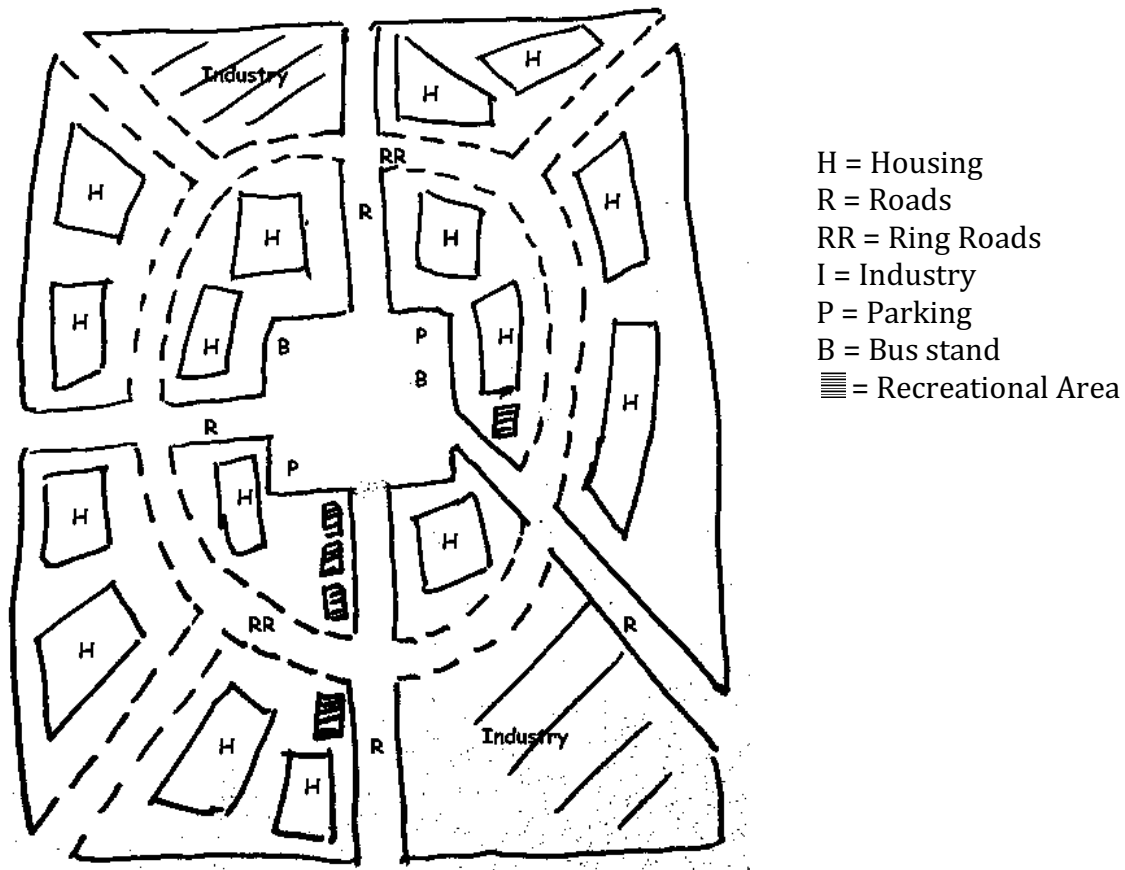 Industry
H
H
RR
H
H
R
H
H
H
H
P
H
H
B
B
H
R
P
H
H
H
RR
R
H
H
Industry
R
H
H = Housing
R = Roads
RR = Ring Roads
I = Industry
P = Parking
B = Bus stand
= Recreational Area